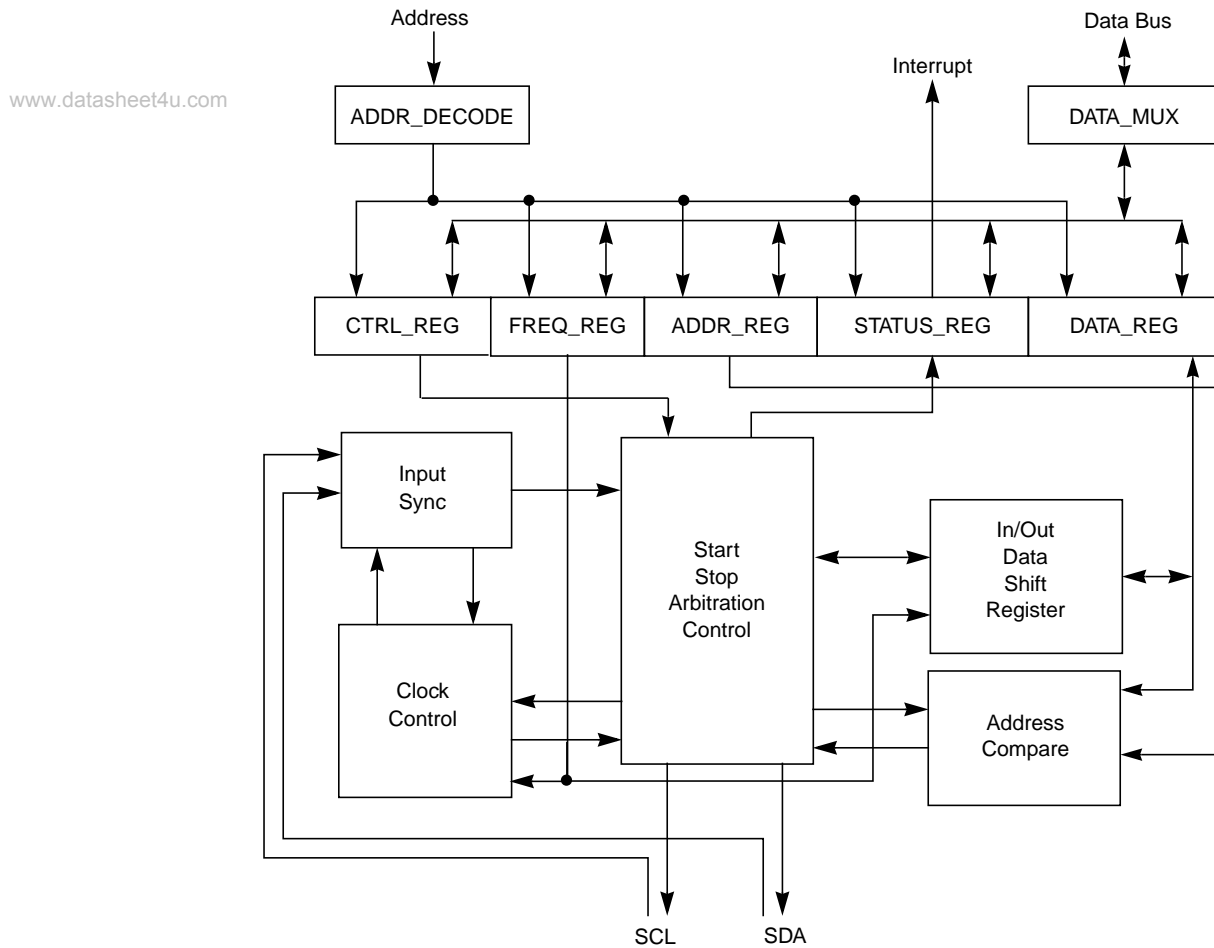 Address
Data Bus
Interrupt
www.datasheet4u.com
ADDR_DECODE
DATA_MUX
CTRL_REG
FREQ_REG
ADDR_REG
STATUS_REG
DATA_REG
Input
Sync
Start
Stop
Arbitration
Control
In/Out
Data
Shift
Register
Clock
Control
Address
Compare
SCL
SDA